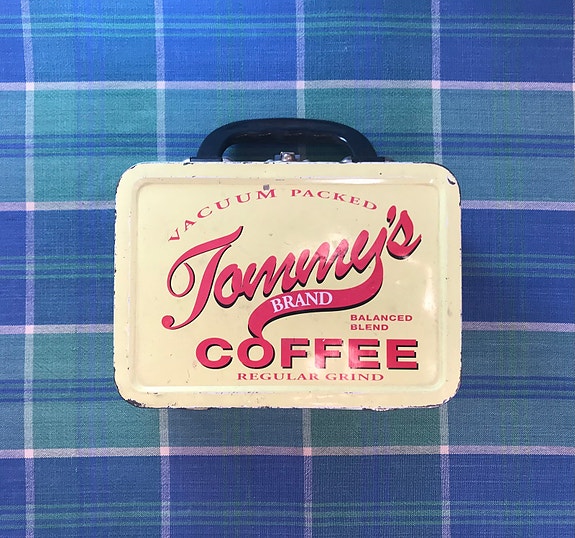 VACUUM PACKED
Tommy's
BRAND
BALANCED
BLEND
COFFEE
REGULAR GRIND